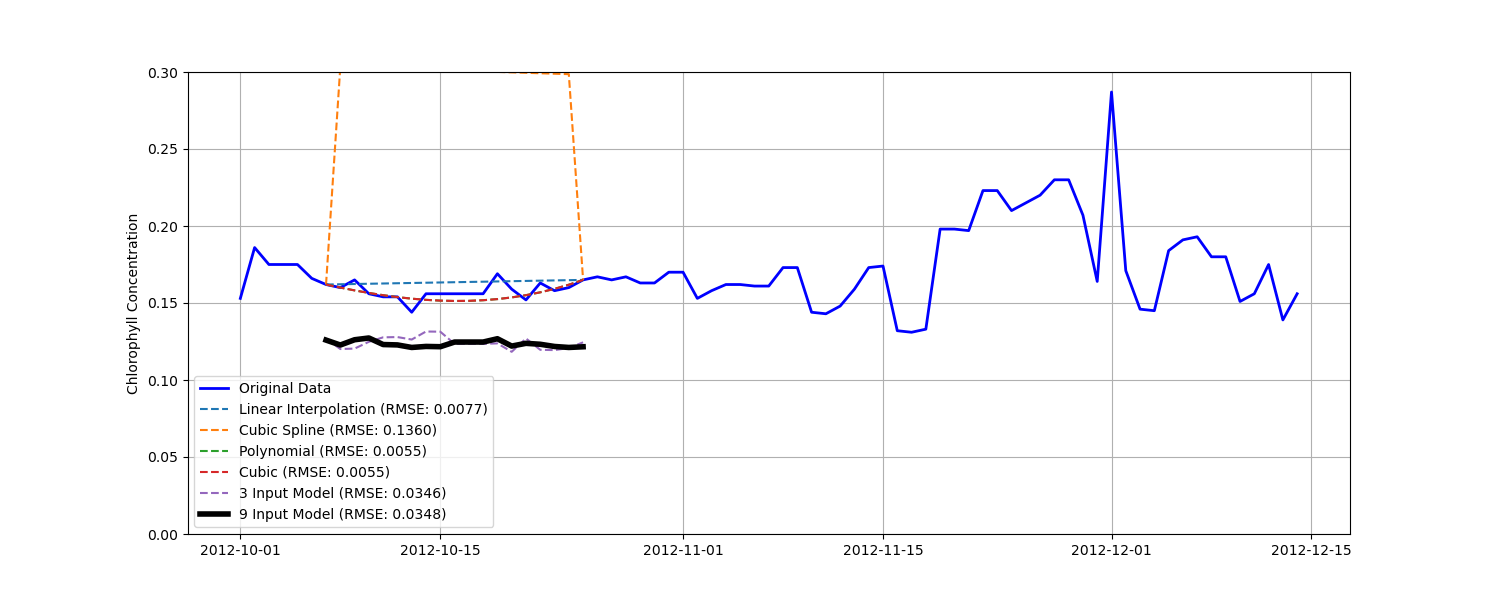 0.30
0.25
0.20
0.15
0.10
0.05
0.00
Chlorophyll Concentration
Original Data
Linear Interpolation (RMSE: 0.0077)
Cubic Spline (RMSE: 0.1360)
Polynomial (RMSE: 0.0055)
Cubic (RMSE: 0.0055)
3 Input Model (RMSE: 0.0346)
9 Input Model (RMSE: 0.0348)
2012-10-01 2012-10-15 2012-11-01 2012-11-15 2012-12-01 2012-12-15